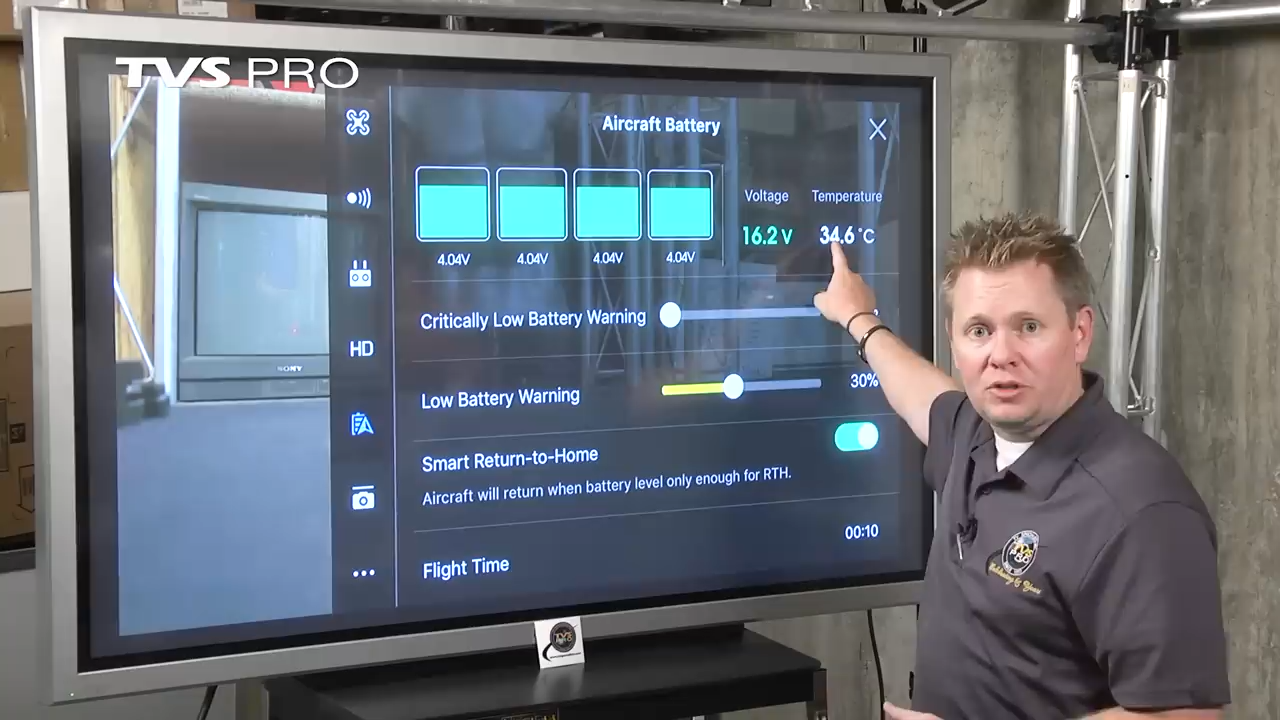 TVS PRO
Aircraft Battery
Voltage
Temperature
16.2 V
34.6 °C
4.04V
4.04V
4.04V
4.04V
Critically Low Battery Warning
HD
Low Battery Warning
30%
Smart Return-to-Home
Aircraft will return when battery level only enough for RTH.
00:10
Flight Time
SONY
TVS
PRO